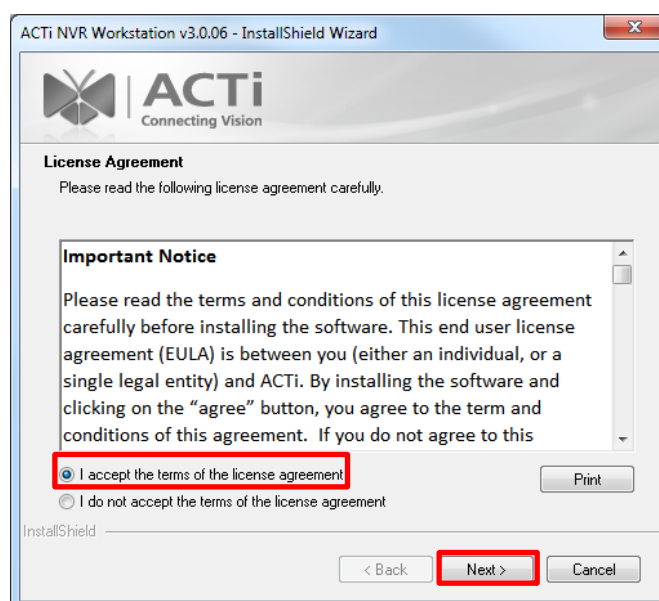 ACTi NVR Workstation v3.0.06 - InstallShield Wizard
ACTi
Connecting Vision
License Agreement
Please read the following license agreement carefully.
Important Notice
Please read the terms and conditions of this license agreement
carefully before installing the software. This end user license
agreement (EULA) is between you (either an individual, or a
single legal entity) and ACTi. By installing the software and
clicking on the “agree” button, you agree to the term and
conditions of this agreement.  If you do not agree to this
I accept the terms of the license agreement
Print
I do not accept the terms of the license agreement
InstallShield
< Back
Next >
Cancel